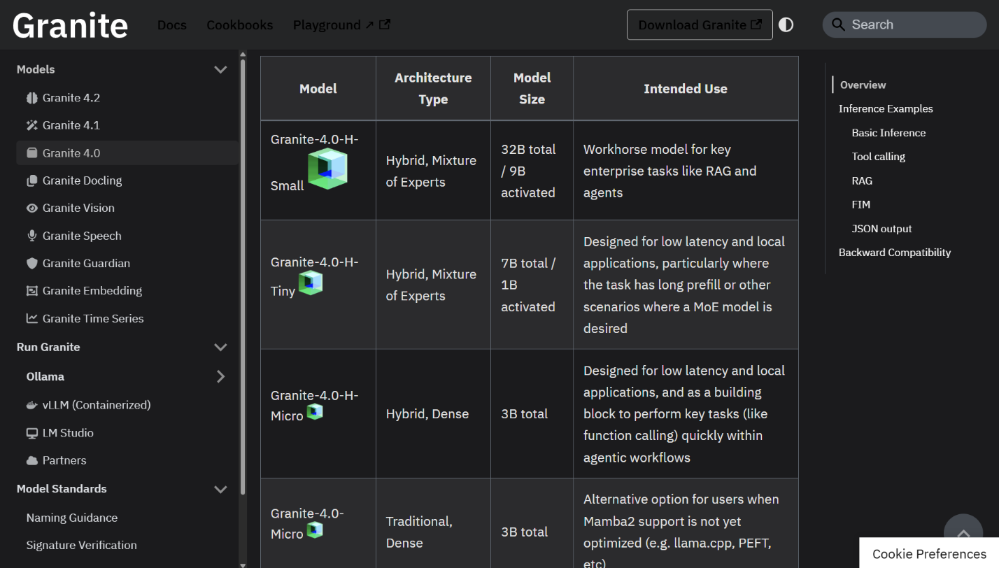 Granite
Docs
Cookbooks
Playground ↗
Download Granite
Search
Models
Granite 4.2
Granite 4.1
Granite 4.0
Granite Docling
Granite Vision
Granite Speech
Granite Guardian
Granite Embedding
Granite Time Series
Run Granite
Ollama
vLLM (Containerized)
LM Studio
Partners
Model Standards
Naming Guidance
Signature Verification
Model
Architecture
Type
Model
Size
Intended Use
Granite-4.0-H-
Small
Hybrid, Mixture
of Experts
32B total
/ 9B
activated
Workhorse model for key
enterprise tasks like RAG and
agents
Granite-4.0-H-
Tiny
Hybrid, Mixture
of Experts
7B total /
1B
activated
Designed for low latency and local
applications, particularly where
the task has long prefill or other
scenarios where a MoE model is
desired
Granite-4.0-H-
Micro
Hybrid, Dense
3B total
Designed for low latency and local
applications, and as a building
block to perform key tasks (like
function calling) quickly within
agentic workflows
Granite-4.0-
Micro
Traditional,
Dense
3B total
Alternative option for users when
Mamba2 support is not yet
optimized (e.g. llama.cpp, PEFT,
etc)
Overview
Inference Examples
Basic Inference
Tool calling
RAG
FIM
JSON output
Backward Compatibility
Cookie Preferences